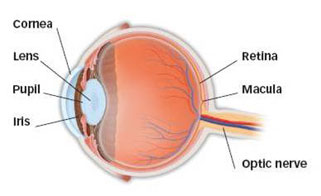 Cornea
Lens
Pupil
Iris
Retina
Macula
Optic nerve